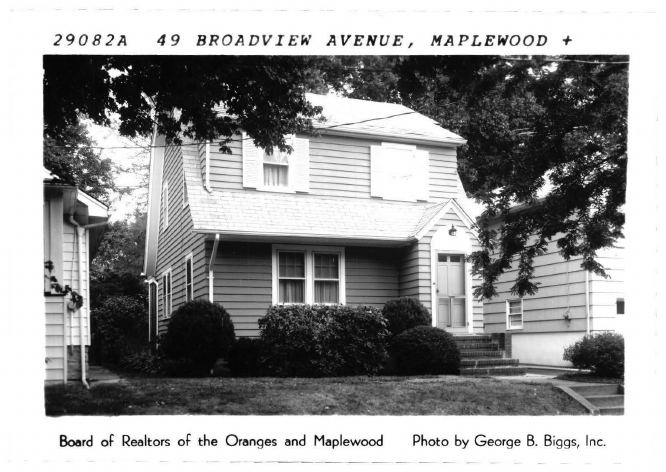 29082A 49 BROADVIEW AVENUE, MAPLEWOOD +
Board of Realtors of the Oranges and Maplewood Photo by George B. Biggs, Inc.